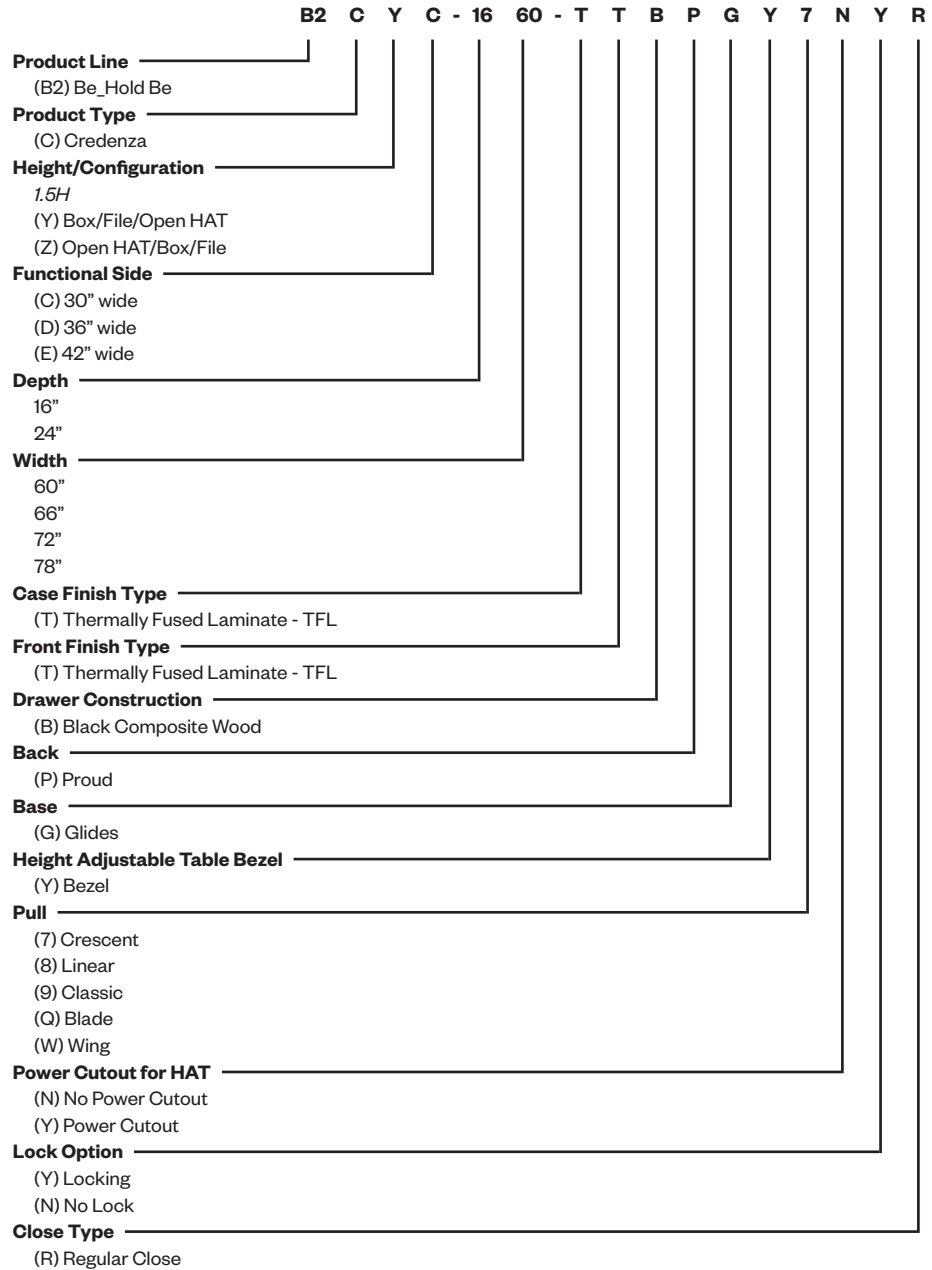 B2 C Y C - 16 60 - T T B P G Y 7 N Y R
Product Line
(B2) Be_Hold Be
Product Type
(C) Credenza
Height/Configuration
1.5H
(Y) Box/File/Open HAT
(Z) Open HAT/Box/File
Functional Side
(C) 30” wide
(D) 36” wide
(E) 42” wide
Depth
16”
24”
Width
60”
66”
72”
78”
Case Finish Type
(T) Thermally Fused Laminate - TFL
Front Finish Type
(T) Thermally Fused Laminate - TFL
Drawer Construction
(B) Black Composite Wood
Back
(P) Proud
Base
(G) Glides
Height Adjustable Table Bezel
(Y) Bezel
Pull
(7) Crescent
(8) Linear
(9) Classic
(Q) Blade
(W) Wing
Power Cutout for HAT
(N) No Power Cutout
(Y) Power Cutout
Lock Option
(Y) Locking
(N) No Lock
Close Type
(R) Regular Close